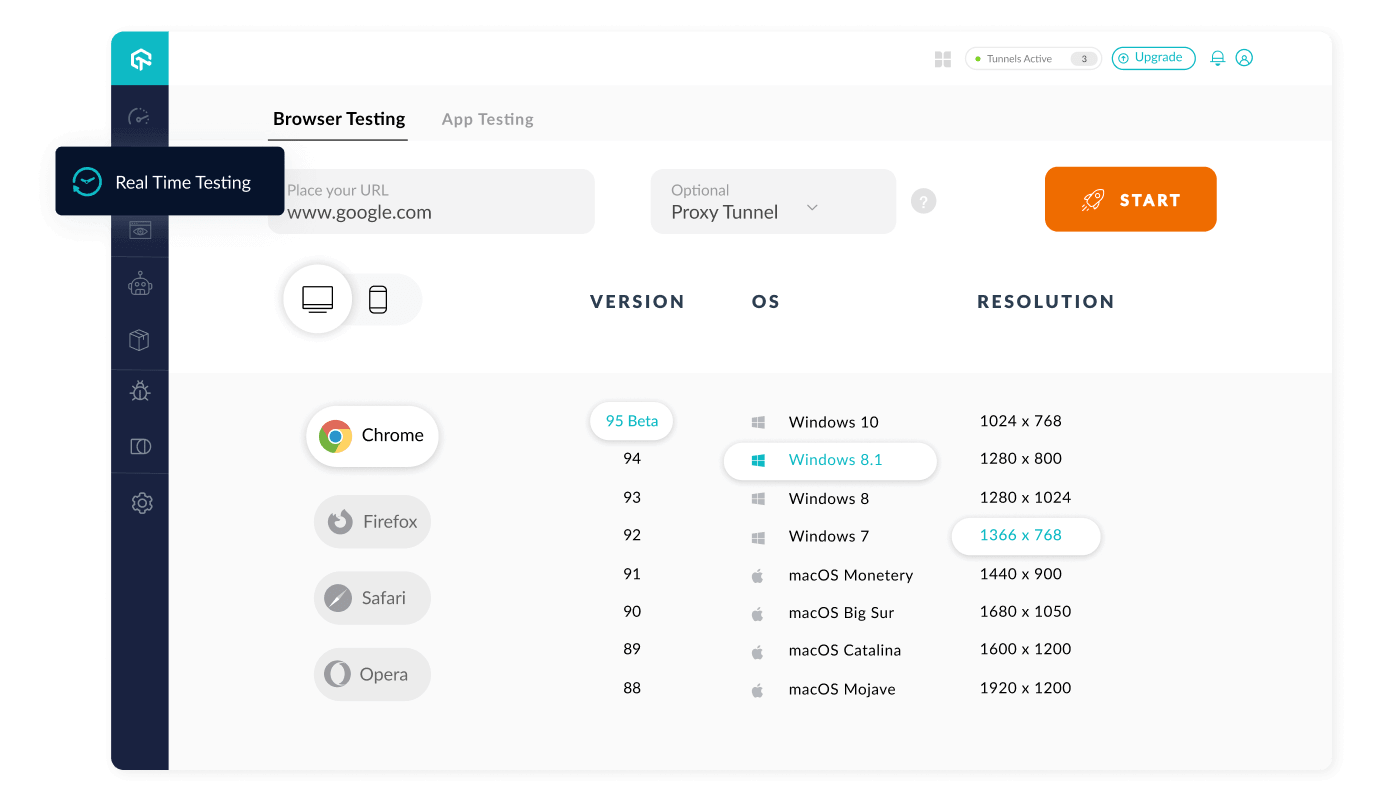 Tunnels Active 3 Upgrade
Browser Testing App Testing
Real Time Testing
Place your URL
www.google.com
Optional
Proxy Tunnel
?
START
VERSION OS RESOLUTION
Chrome
Firefox
Safari
Opera
95 Beta
94
93
92
91
90
89
88
Windows 10
Windows 8.1
Windows 8
Windows 7
macOS Monetery
macOS Big Sur
macOS Catalina
macOS Mojave
1024 x 768
1280 x 800
1280 x 1024
1366 x 768
1440 x 900
1680 x 1050
1600 x 1200
1920 x 1200